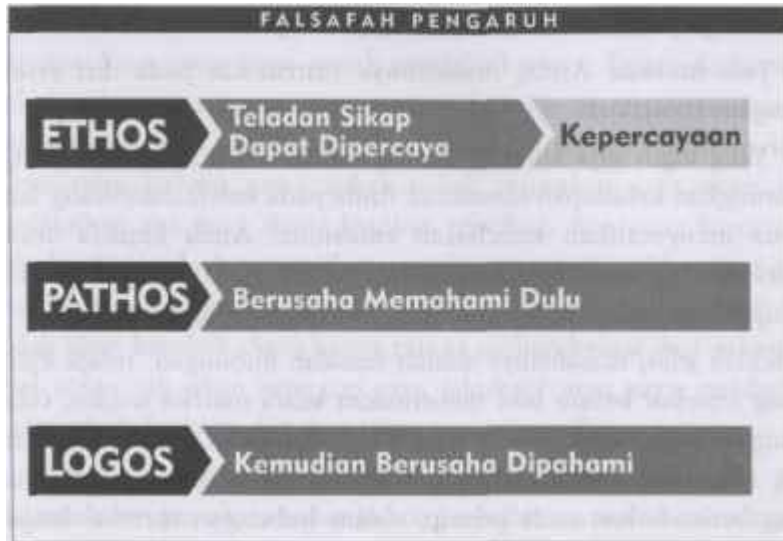 FALSAFAH PENGARUH
ETHOS
Teladan Sikap
Dapat Dipercaya
Kepercayaan
PATHOS
Berusaha Memahami Dulu
LOGOS
Kemudian Berusaha Dipahami